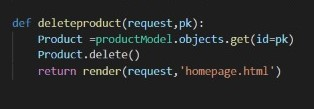 def deleteproduct(request,pk):
    Product =productModel.objects.get(id=pk)
    Product.delete()
    return render(request,'homepage.html')